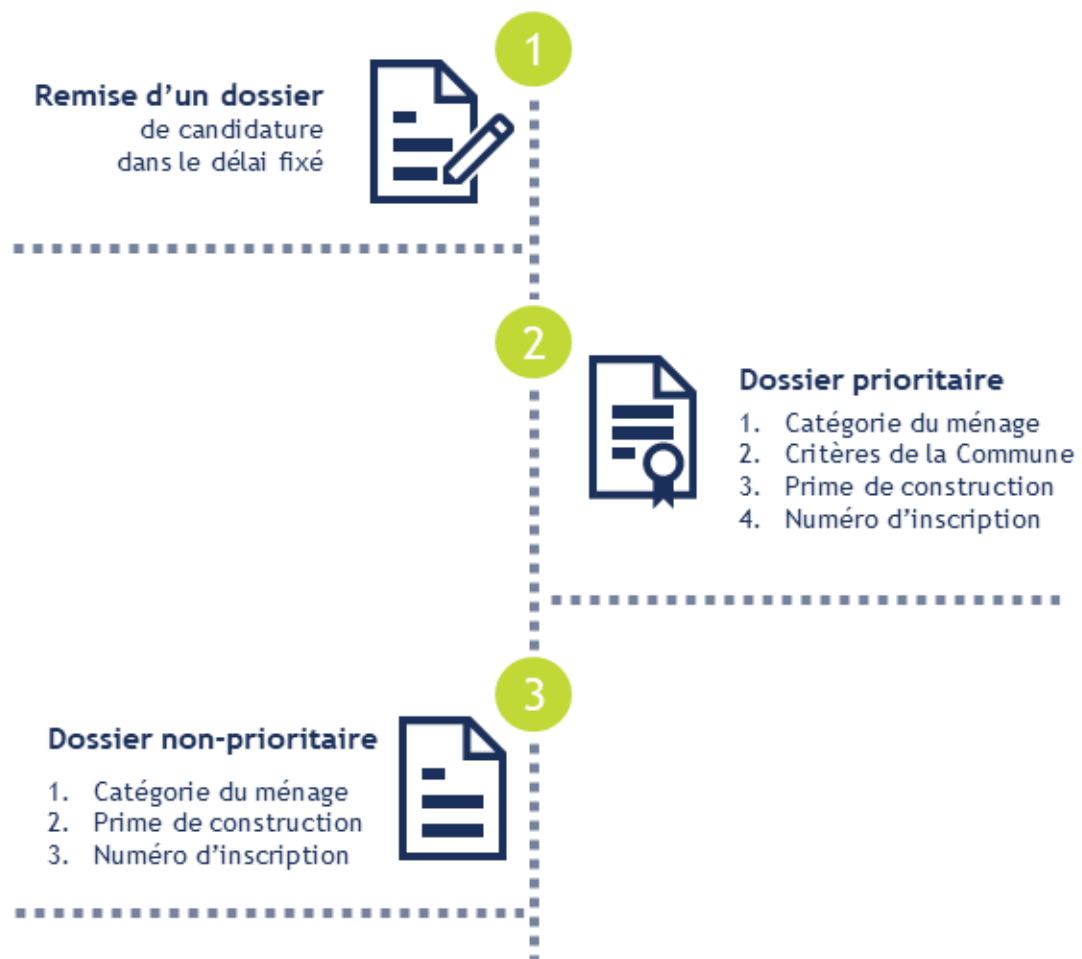 1
Remise d’un dossier
de candidature
dans le délai fixé
2
Dossier prioritaire
1. Catégorie du ménage
2. Critères de la Commune
3. Prime de construction
4. Numéro d’inscription
3
Dossier non-prioritaire
1. Catégorie du ménage
2. Prime de construction
3. Numéro d’inscription